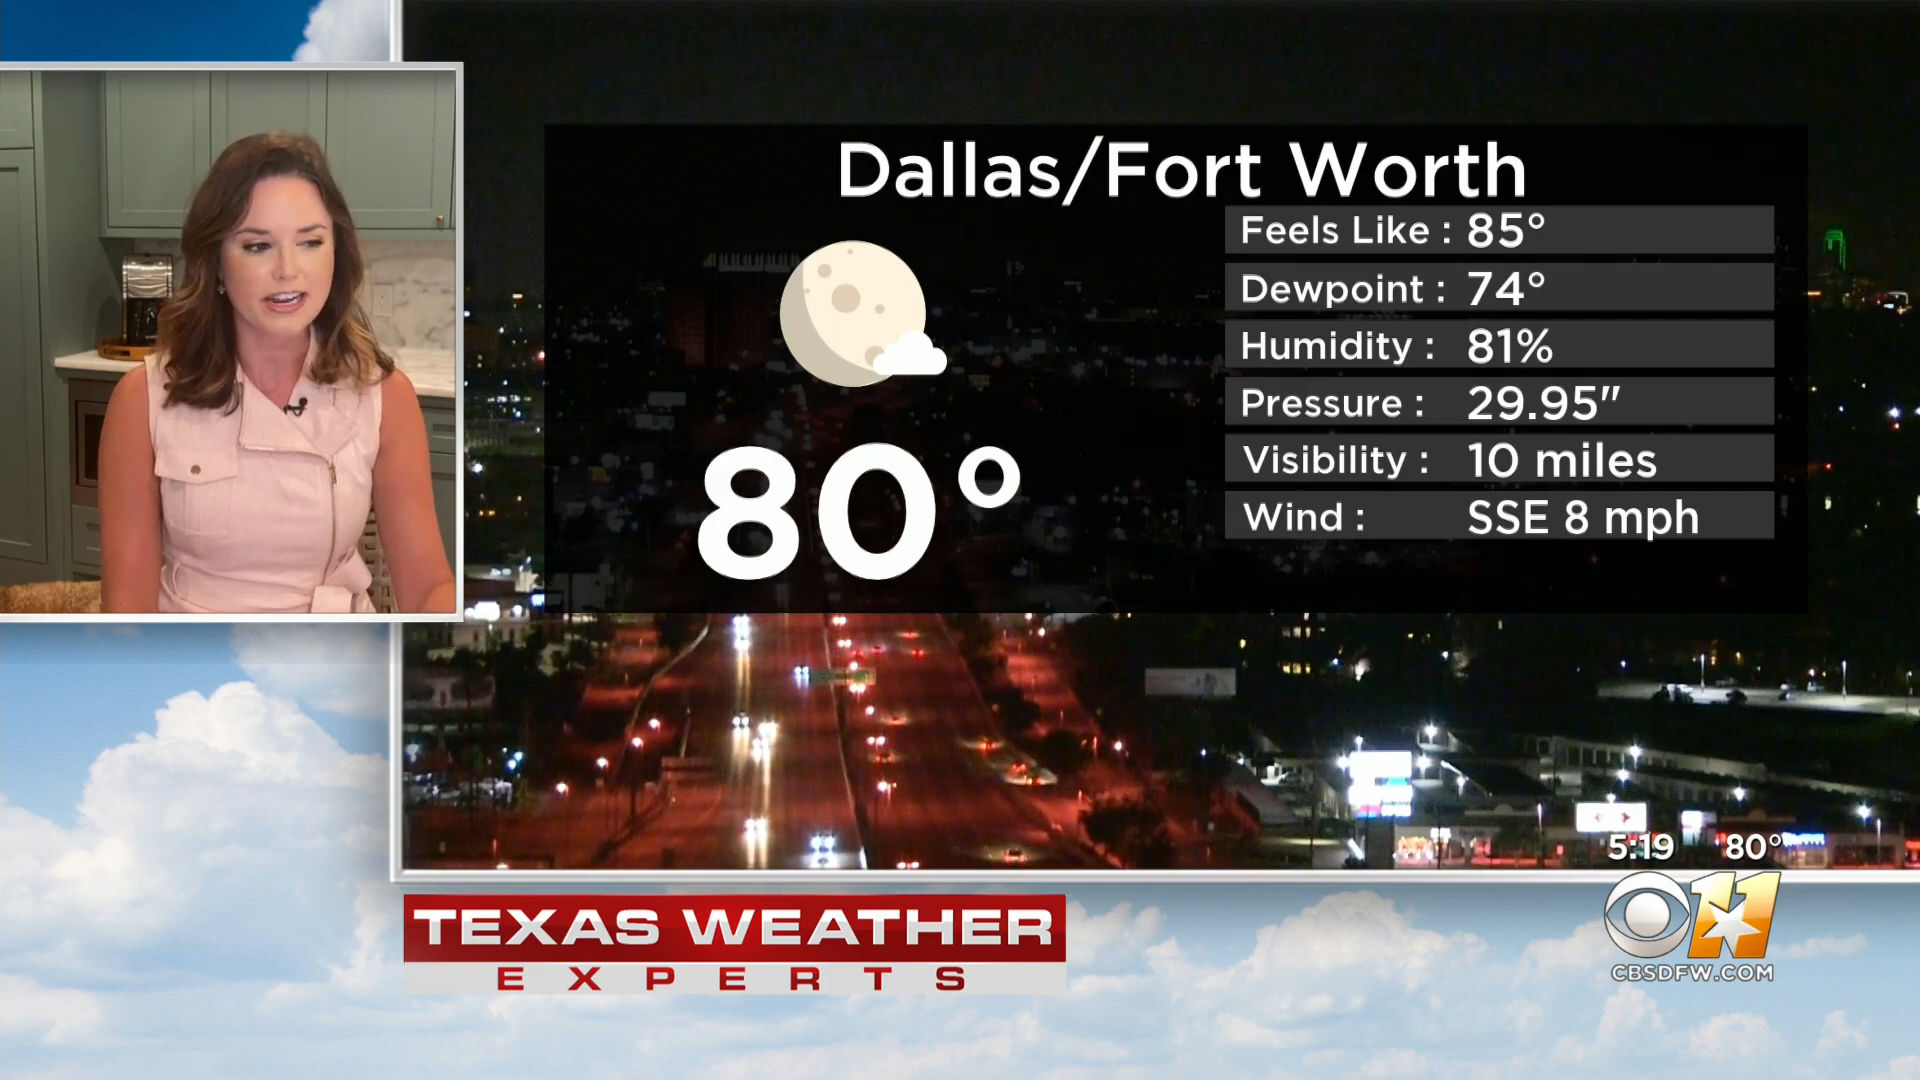 Dallas/Fort Worth
80°
Feels Like : 85°
Dewpoint : 74°
Humidity : 81%
Pressure : 29.95"
Visibility : 10 miles
Wind : SSE 8 mph
5:19 80°
11
CBSDFW.COM
TEXAS WEATHER
EXPERTS